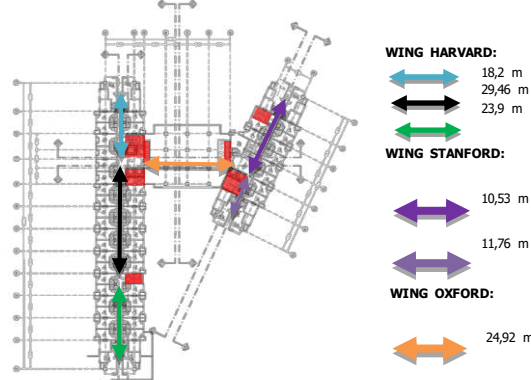 WING HARVARD:
18,2 m
29,46 m
23,9 m
WING STANFORD:
10,53 m
11,76 m
WING OXFORD:
24,92 m